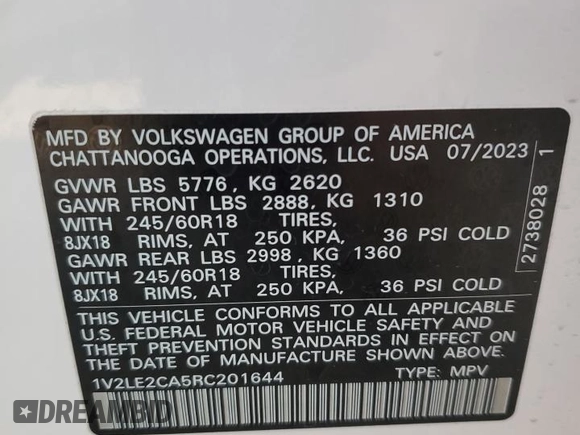 MFD BY VOLKSWAGEN GROUP OF AMERICA
CHATTANOOGA OPERATIONS, LLC. USA 07/2023
GVWR LBS 5776, KG 2620
GAWR FRONT LBS 2888, KG 1310
WITH 245/60R18 TIRES,
8JX18 RIMS, AT 250 KPA, 36 PSI COLD
GAWR REAR LBS 2998, KG 1360
WITH 245/60R18 TIRES,
8JX18 RIMS, AT 250 KPA, 36 PSI COLD
THIS VEHICLE CONFORMS TO ALL APPLICABLE
U.S. FEDERAL MOTOR VEHICLE SAFETY AND
THEFT PREVENTION STANDARDS IN EFFECT ON
THE DATE OF MANUFACTURE SHOWN ABOVE.
1V2LE2CA5RC201644 TYPE: MPV
2738028 1
DREAMBID